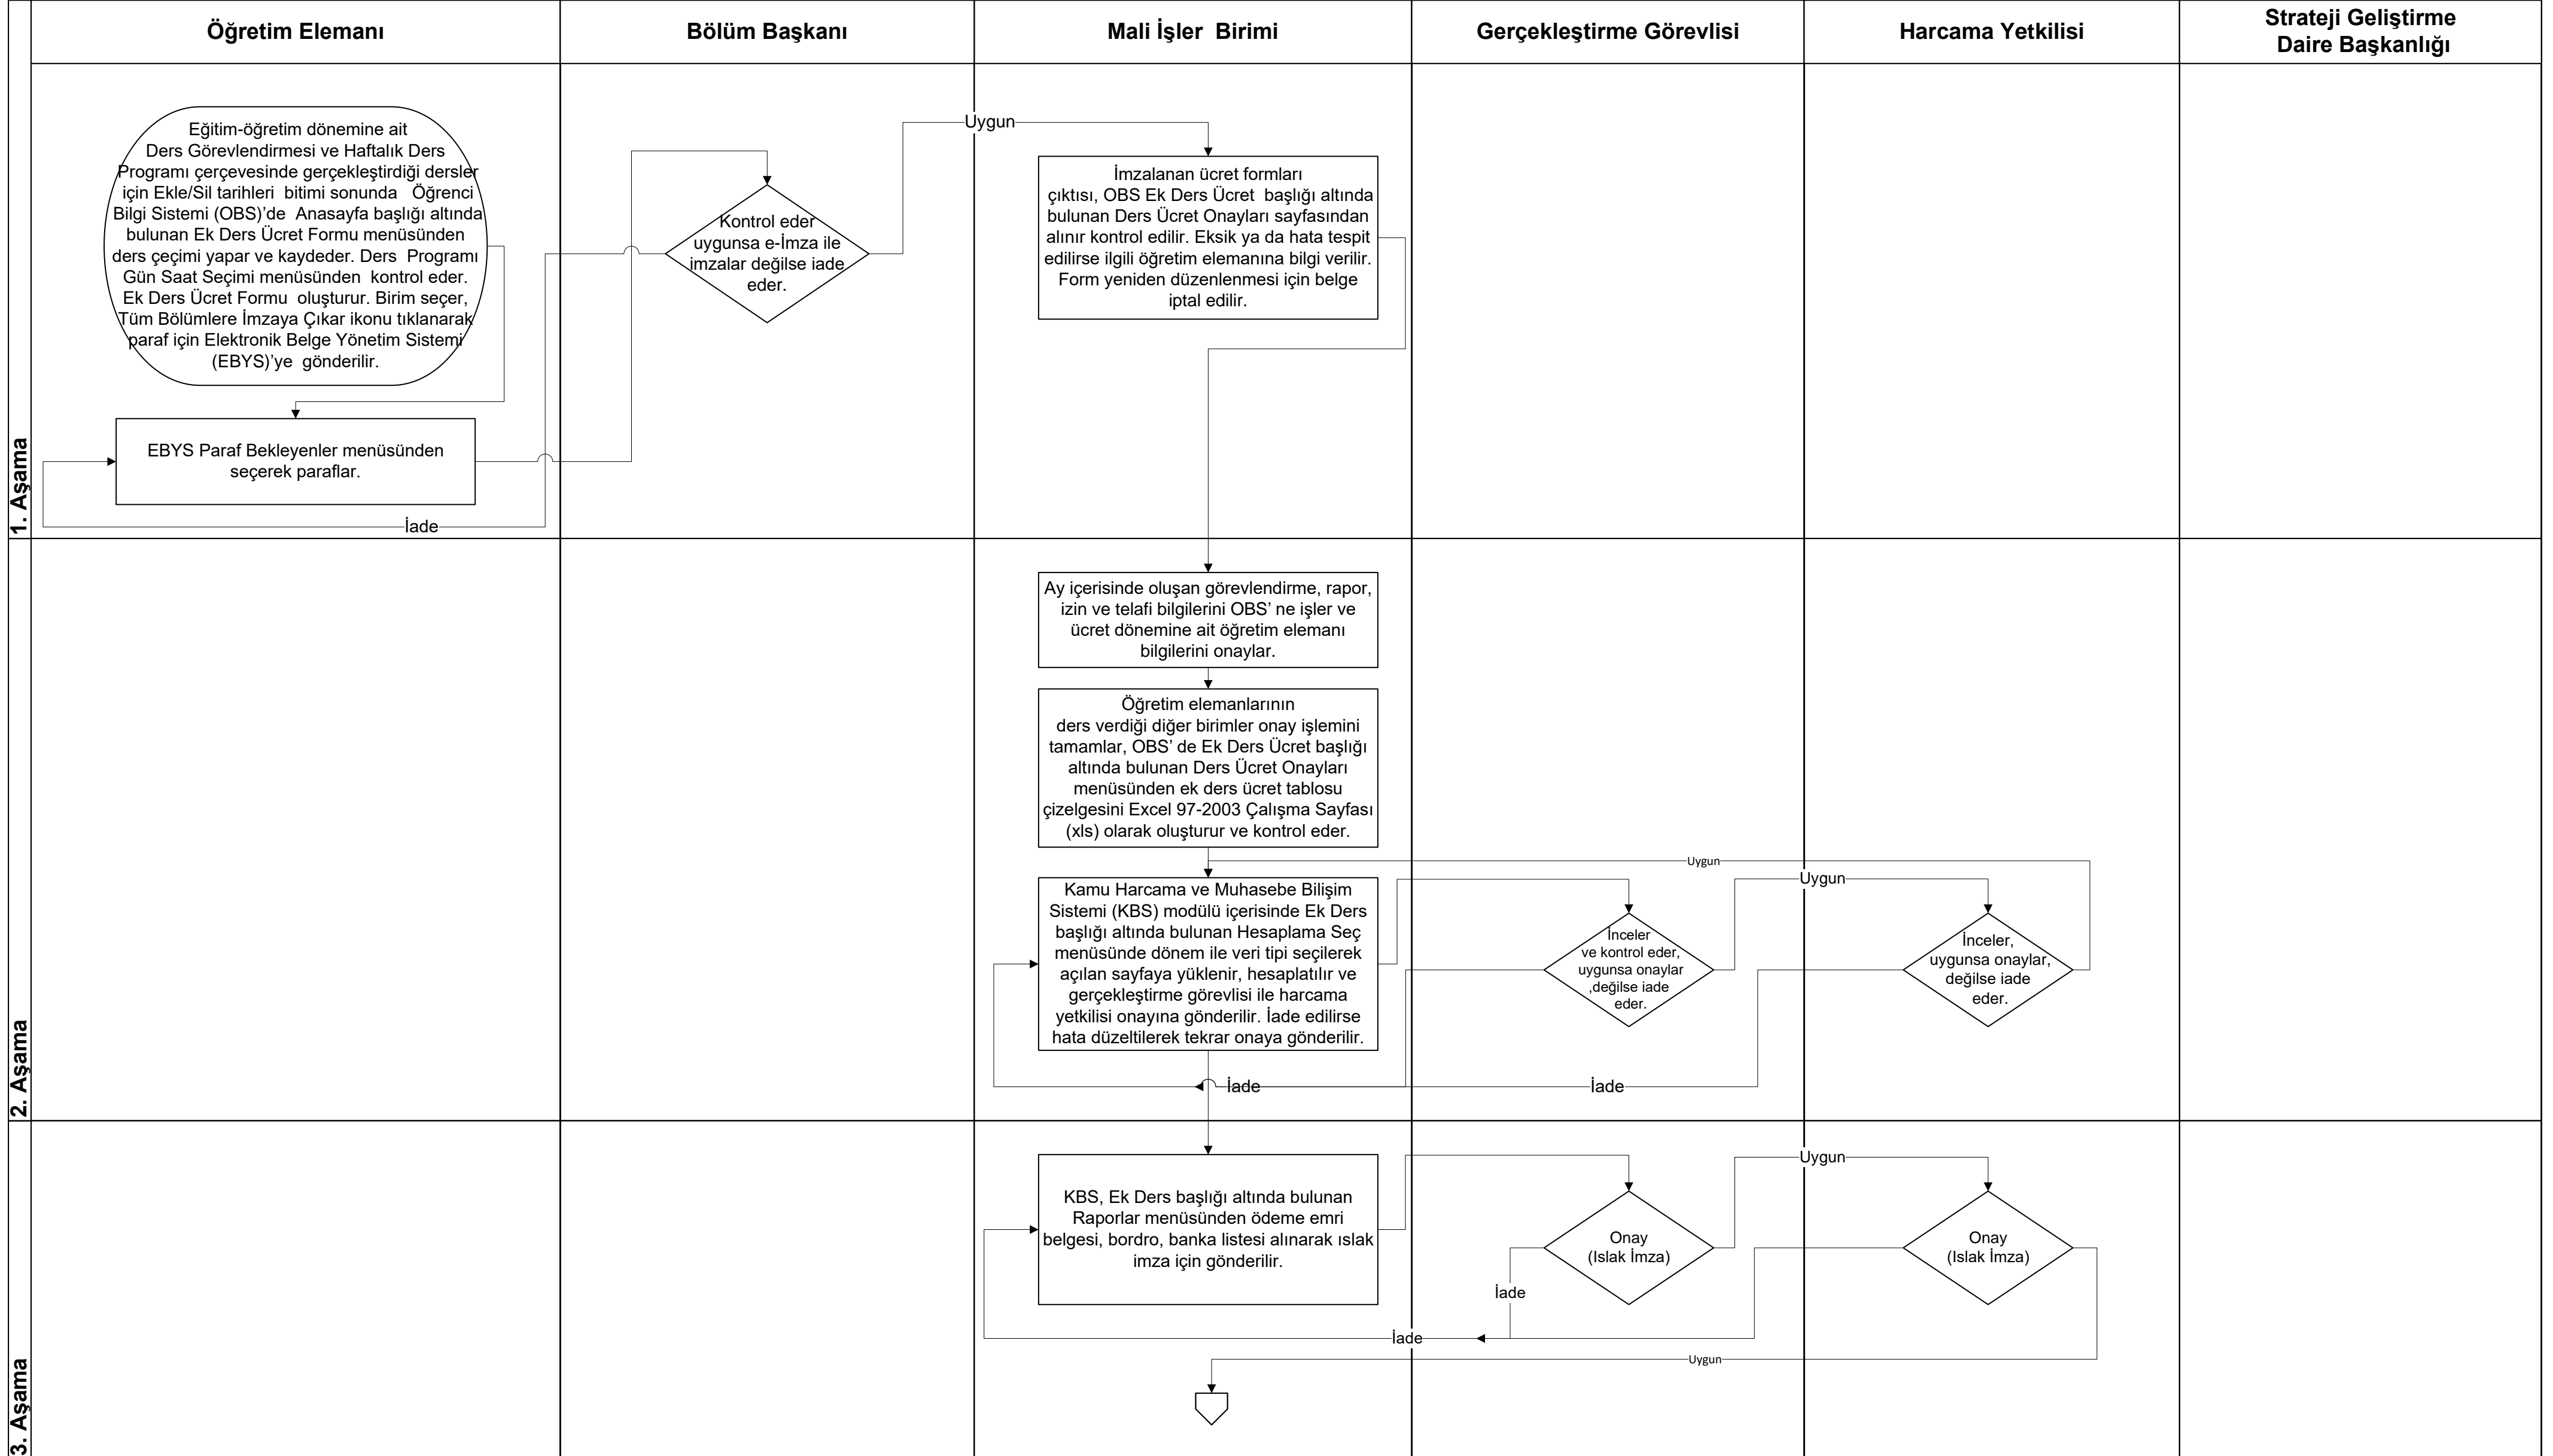 Öğretim Elemanı
Bölüm Başkanı
Mali İşler Birimi
Gerçekleştirme Görevlisi
Harcama Yetkilisi
Strateji Geliştirme
Daire Başkanlığı
1. Aşama
Eğitim-öğretim dönemine ait
Ders Görevlendirmesi ve Haftalık Ders
Programı çerçevesinde gerçekleştirdiği dersler
için Ekle/Sil tarihleri bitimi sonunda Öğrenci
Bilgi Sistemi (OBS)’de Anasayfa başlığı altında
bulunan Ek Ders Ücret Formu menüsünden
ders çeçimi yapar ve kaydeder. Ders Programı
Gün Saat Seçimi menüsünden kontrol eder.
Ek Ders Ücret Formu oluşturur. Birim seçer,
Tüm Bölümlere İmzaya Çıkar ikonu tıklanarak
paraf için Elektronik Belge Yönetim Sistemi
(EBYS)’ye gönderilir.
EBYS Paraf Bekleyenler menüsünden
seçerek paraflar.
İade
Kontrol eder
uygunsa e-İmza ile
imzalar değilse iade
eder.
Uygun
İmzalanan ücret formları
çıktısı, OBS Ek Ders Ücret başlığı altında
bulunan Ders Ücret Onayları sayfasından
alınır kontrol edilir. Eksik ya da hata tespit
edilirse ilgili öğretim elemanına bilgi verilir.
Form yeniden düzenlenmesi için belge
iptal edilir.
2. Aşama
Ay içerisinde oluşan görevlendirme, rapor,
izin ve telafi bilgilerini OBS’ ne işler ve
ücret dönemine ait öğretim elemanı
bilgilerini onaylar.
Öğretim elemanlarının
ders verdiği diğer birimler onay işlemini
tamamlar, OBS’ de Ek Ders Ücret başlığı
altında bulunan Ders Ücret Onayları
menüsünden ek ders ücret tablosu
çizelgesini Excel 97-2003 Çalışma Sayfası
(xls) olarak oluşturur ve kontrol eder.
Uygun
Kamu Harcama ve Muhasebe Bilişim
Sistemi (KBS) modülü içerisinde Ek Ders
başlığı altında bulunan Hesaplama Seç
menüsünde dönem ile veri tipi seçilerek
açılan sayfaya yüklenir, hesaplatılır ve
gerçekleştirme görevlisi ile harcama
yetkilisi onayına gönderilir. İade edilirse
hata düzeltilerek tekrar onaya gönderilir.
İnceler
ve kontrol eder,
uygunsa onaylar
,değilse iade
eder.
Uygun
İnceler,
uygunsa onaylar,
değilse iade
eder.
İade
İade
3. Aşama
KBS, Ek Ders başlığı altında bulunan
Raporlar menüsünden ödeme emri
belgesi, bordro, banka listesi alınarak ıslak
imza için gönderilir.
Onay
(Islak İmza)
Uygun
Onay
(Islak İmza)
İade
İade
Uygun